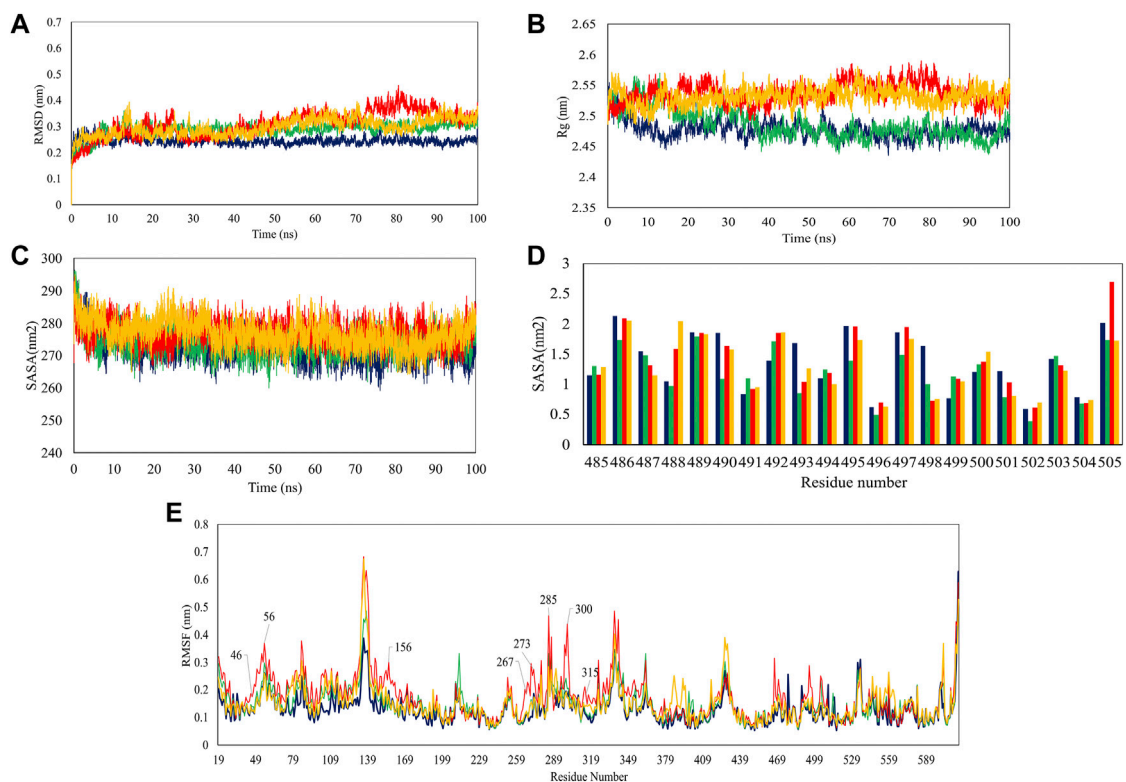 A
0.7
0.6
0.5
0.4
0.3
0.2
0.1
0
RMSD (nm)
0 10 20 30 40 50 60 70 80 90 100
Time (ns)
B
2.65
2.6
2.55
2.5
2.45
2.4
2.35
Rg (nm)
0 10 20 30 40 50 60 70 80 90 100
Time (ns)
C
300
290
280
270
260
250
240
SASA(nm2)
0 10 20 30 40 50 60 70 80 90 100
Time (ns)
D
3
2.5
2
1.5
1
0.5
0
SASA(nm2)
485 486 487 488 489 490 491 492 493 494 495 496 497 498 499 500 501 502 503 504 505
Residue number
E
0.8
0.7
0.6
0.5
0.4
0.3
0.2
0.1
0
RMSF (nm)
46
56
156
267
273
285
300
315
19 49 79 109 139 169 199 229 259 289 319 349 379 409 439 469 499 529 559 589
Residue Number